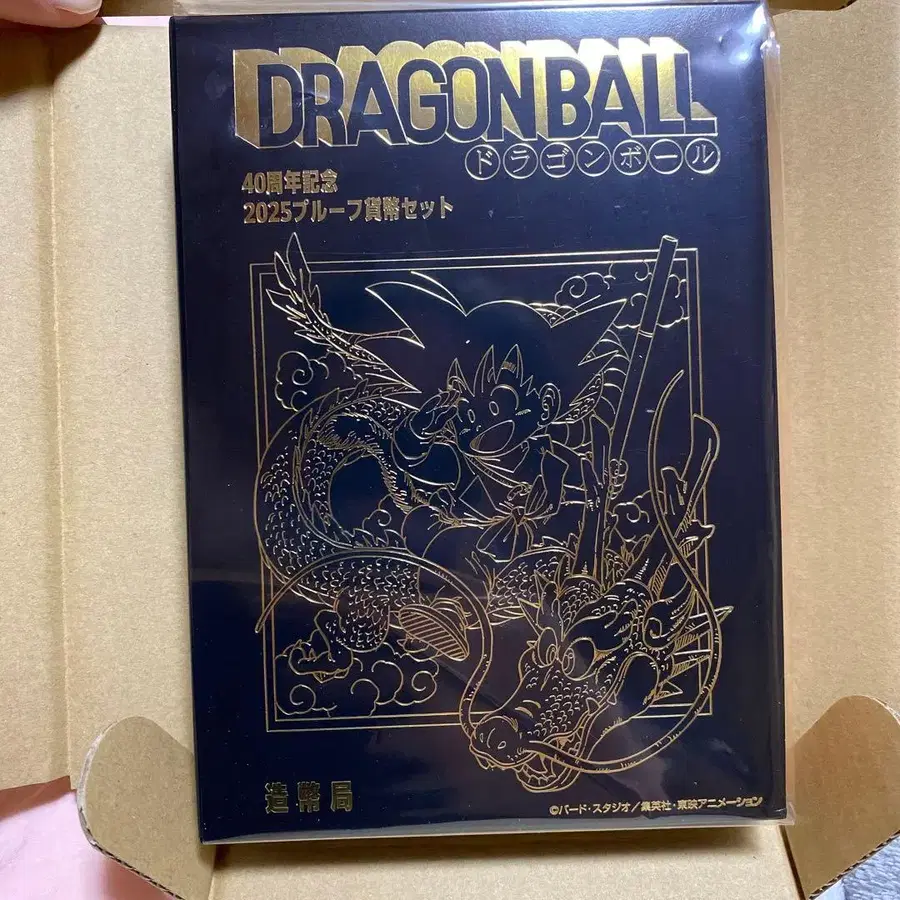 DRAGONBALL
ドラゴンボール
40周年記念
2025プルーフ貨幣セット
造幣局
©バード・スタジオ/集英社・東映アニメーション